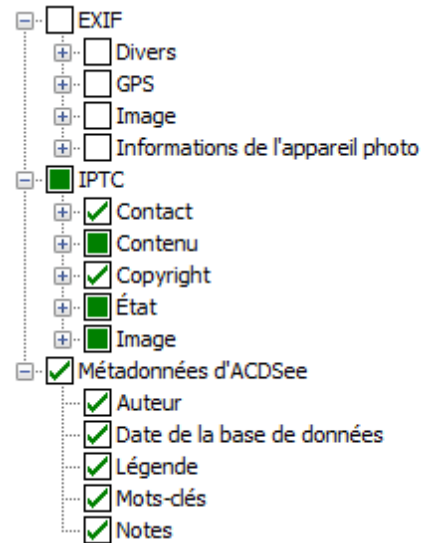 EXIF
Divers
GPS
Image
Informations de l'appareil photo
IPTC
Contact
Contenu
Copyright
État
Image
Métadonnées d'ACDSee
Auteur
Date de la base de données
Légende
Mots-clés
Notes